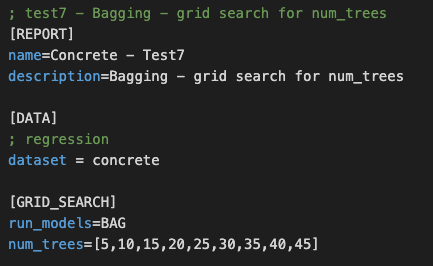 ; test7 - Bagging - grid search for num_trees
[REPORT]
name=Concrete - Test7
description=Bagging - grid search for num_trees
[DATA]
; regression
dataset = concrete
[GRID_SEARCH]
run_models=BAG
num_trees=[5,10,15,20,25,30,35,40,45]